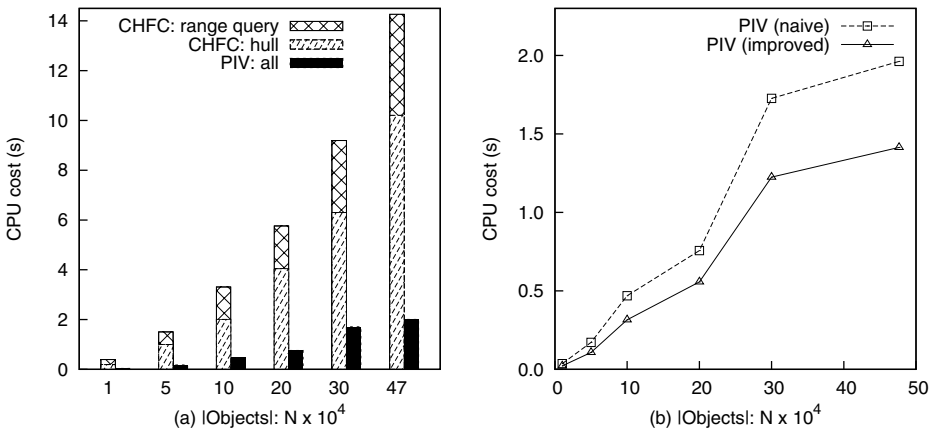 CHFC: range query
CHFC: hull
PIV: all
14
12
10
8
6
4
2
0
CPU cost (s)
1 5 10 20 30 47
(a) |Objects|: N x 10^4
PIV (naive)
PIV (improved)
2.0
1.5
1.0
0.5
0.0
CPU cost (s)
0 10 20 30 40 50
(b) |Objects|: N x 10^4